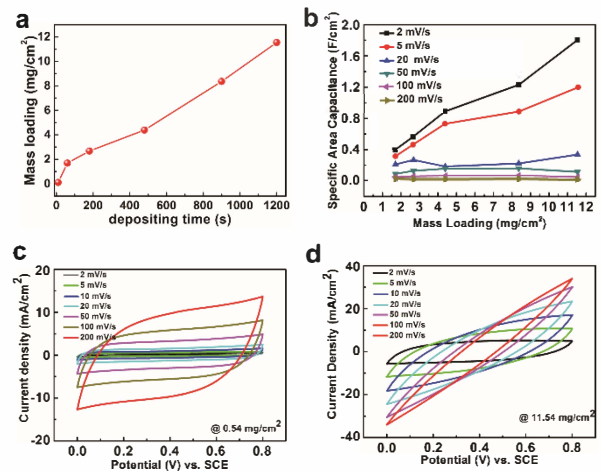 a
Mass loading (mg/cm²)
12
10
8
6
4
2
0
0 200 400 600 800 1000 1200
depositing time (s)
b
Specific Area Capacitance (F/cm²)
2.0
1.6
1.2
0.8
0.4
0.0
2 mV/s
5 mV/s
20 mV/s
50 mV/s
100 mV/s
200 mV/s
0 1 2 3 4 5 6 7 8 9 10 11 12
Mass Loading (mg/cm²)
c
Current density (mA/cm²)
20
10
0
-10
-20
2 mV/s
5 mV/s
10 mV/s
20 mV/s
50 mV/s
100 mV/s
200 mV/s
@ 0.54 mg/cm²
0.0 0.2 0.4 0.6 0.8
Potential (V) vs. SCE
d
Current Density (mA/cm²)
40
20
0
-20
-40
2 mV/s
5 mV/s
10 mV/s
20 mV/s
50 mV/s
100 mV/s
200 mV/s
@ 11.54 mg/cm²
0.0 0.2 0.4 0.6 0.8
Potential (V) vs. SCE